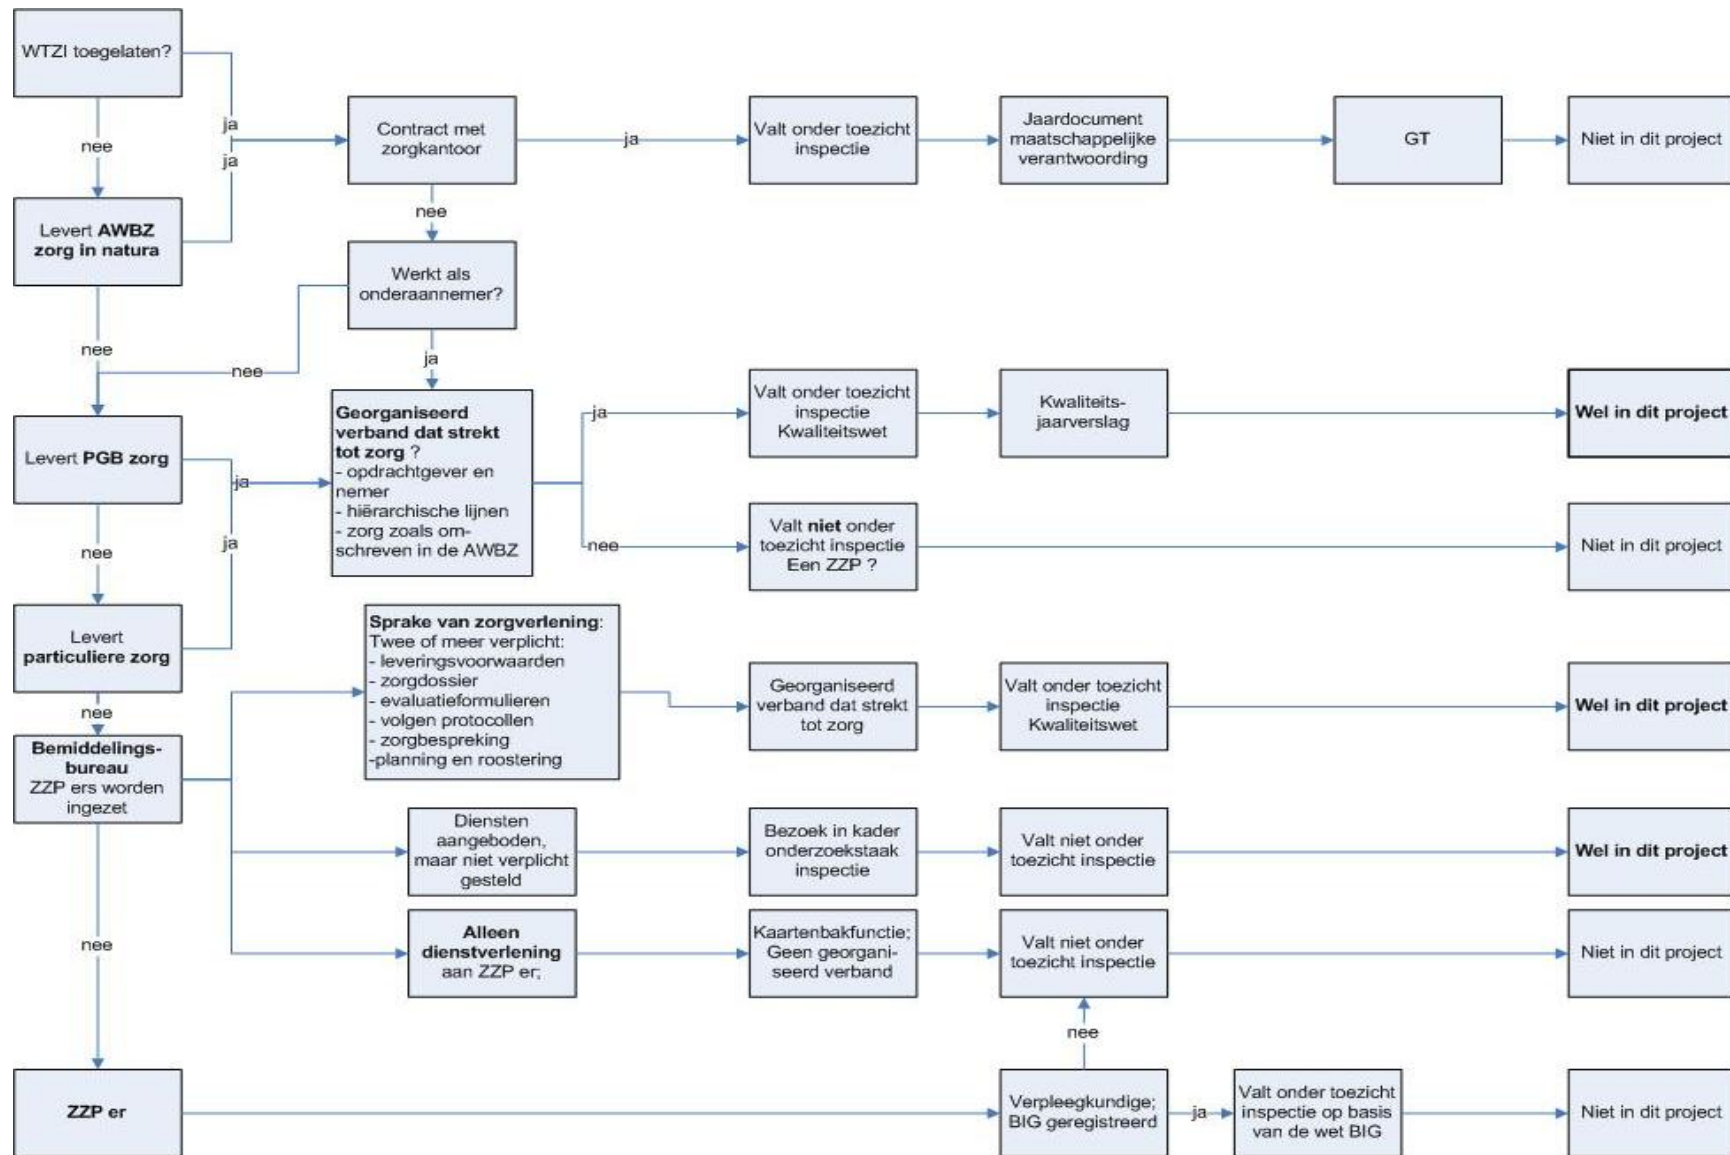 WTZI toegelaten?
nee
ja
ja
Levert AWBZ
zorg in natura
nee
Contract met
zorgkantoor
ja
Valt onder toezicht
inspectie
Jaardocument
maatschappelijke
verantwoording
GT
Niet in dit project
nee
Werkt als
onderaannemer?
nee
ja
Levert PGB zorg
ja
nee
ja
Georganiseerd
verband dat strekt
tot zorg ?
- opdrachtgever en
nemer
- hiërarchische lijnen
- zorg zoals om-
schreven in de AWBZ
ja
Valt onder toezicht
inspectie
Kwaliteitswet
Kwaliteits-
jaarverslag
Wel in dit project
nee
Valt niet onder
toezicht inspectie
Een ZZP ?
Niet in dit project
Levert
particuliere zorg
nee
Bemiddelings-
bureau
ZZP ers worden
ingezet
Sprake van zorgverlening:
Twee of meer verplicht:
- leveringsvoorwaarden
- zorgdossier
- evaluatieformulieren
- volgen protocollen
- zorgbespreking
-planning en roostering
Georganiseerd
verband dat strekt
tot zorg
Valt onder toezicht
inspectie
Kwaliteitswet
Wel in dit project
Diensten
aangeboden,
maar niet verplicht
gesteld
Bezoek in kader
onderzoekstaak
inspectie
Valt niet onder
toezicht inspectie
Wel in dit project
nee
Alleen
dienstverlening
aan ZZP er;
Kaartenbakfunctie;
Geen georgani-
seerd verband
Valt niet onder
toezicht inspectie
Niet in dit project
nee
ZZP er
Verpleegkundige;
BIG geregistreerd
ja
Valt onder toezicht
inspectie op basis
van de wet BIG
Niet in dit project